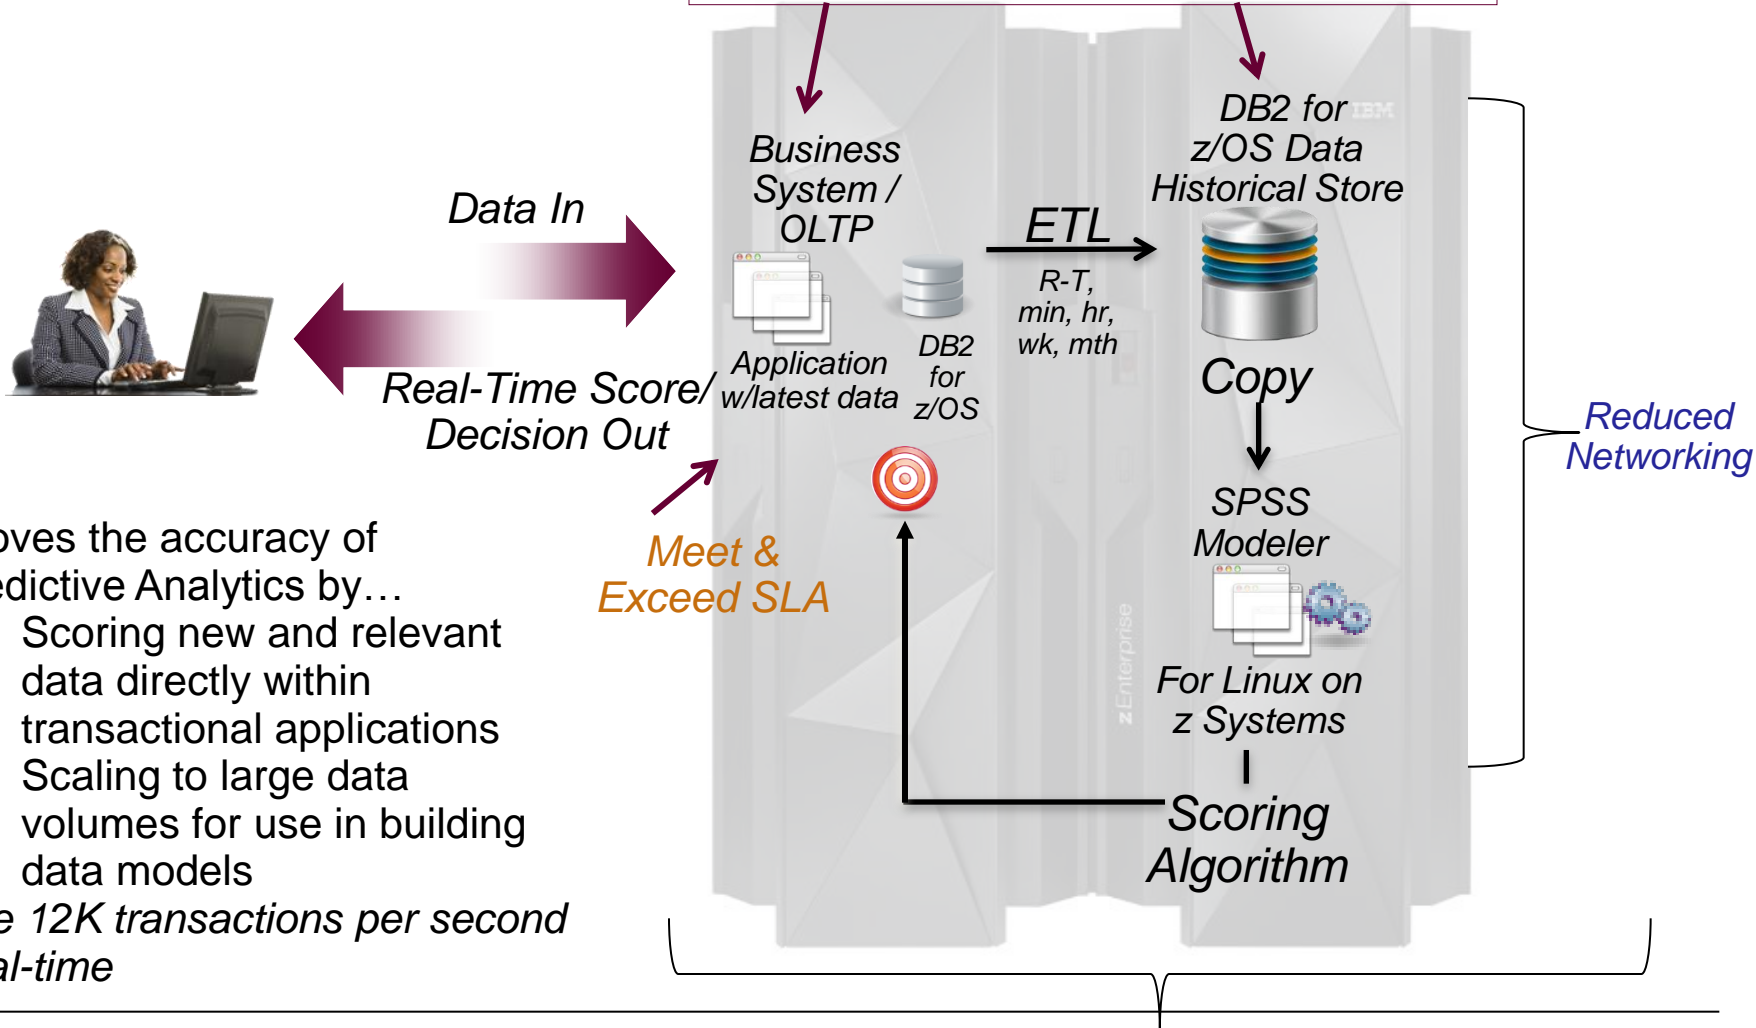 DB2 for
z/OS Data
Historical Store
IBM
Business
System /
OLTP
Data In
ETL
R-T,
min, hr,
wk, mth
Application
w/latest data
DB2
for
z/OS
Copy
Real-Time Score/
Decision Out
Reduced
Networking
SPSS
Modeler
Meet &
Exceed SLA
oves the accuracy of
edictive Analytics by…
Scoring new and relevant
data directly within
transactional applications
Scaling to large data
volumes for use in building
data models
e 12K transactions per second
al-time
zEnterprise
For Linux on
z Systems
Scoring
Algorithm